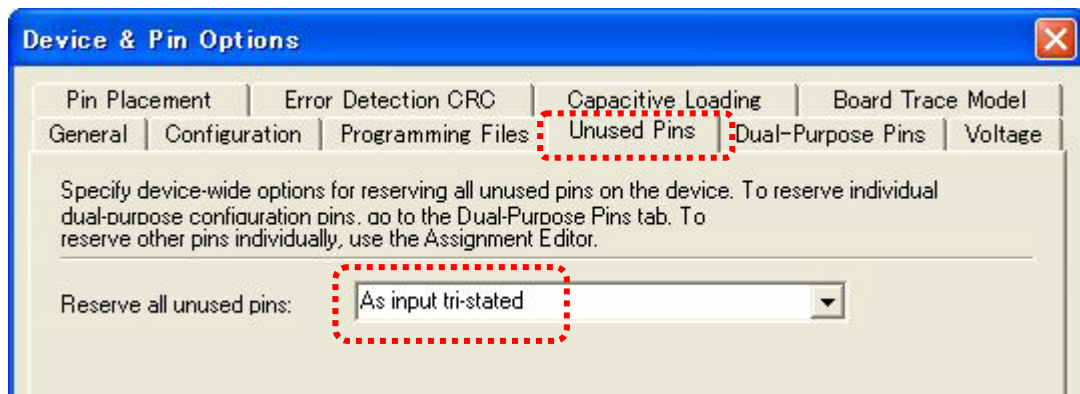 Device & Pin Options
Pin Placement Error Detection CRC Capacitive Loading Board Trace Model
General Configuration Programming Files Unused Pins Dual-Purpose Pins Voltage
Specify device-wide options for reserving all unused pins on the device. To reserve individual
dual-purpose configuration pins, go to the Dual-Purpose Pins tab. To
reserve other pins individually, use the Assignment Editor.
Reserve all unused pins: As input tri-stated